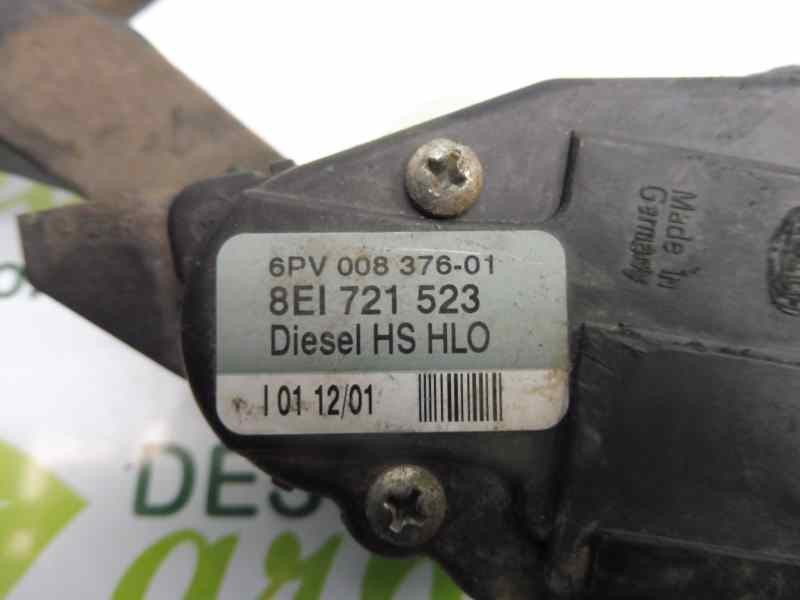 6PV 008 376-01
8EI 721 523
Diesel HS HLO
I 01 12/01
Made in
Germany
DES